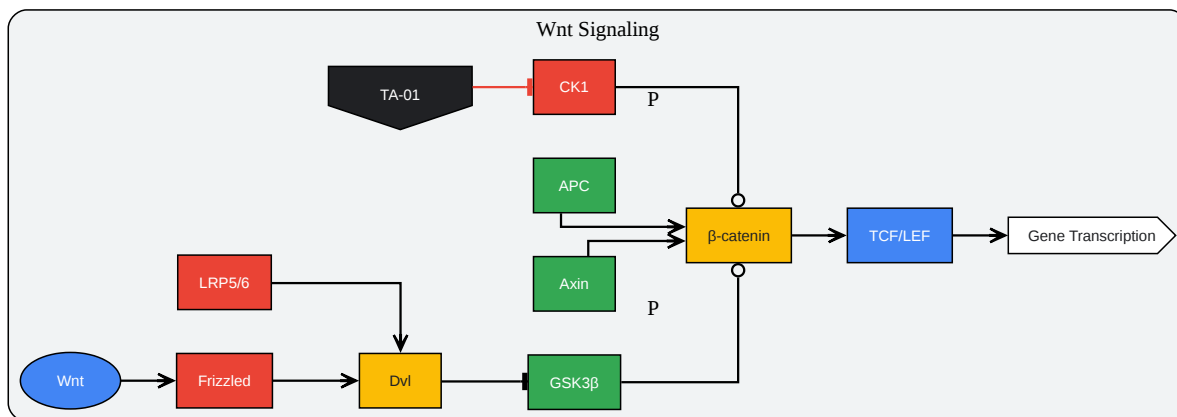 Wnt Signaling
TA-01
CK1
P
APC
β-catenin
TCF/LEF
Gene Transcription
LRP5/6
Axin
P
Wnt
Frizzled
Dvl
GSK3β